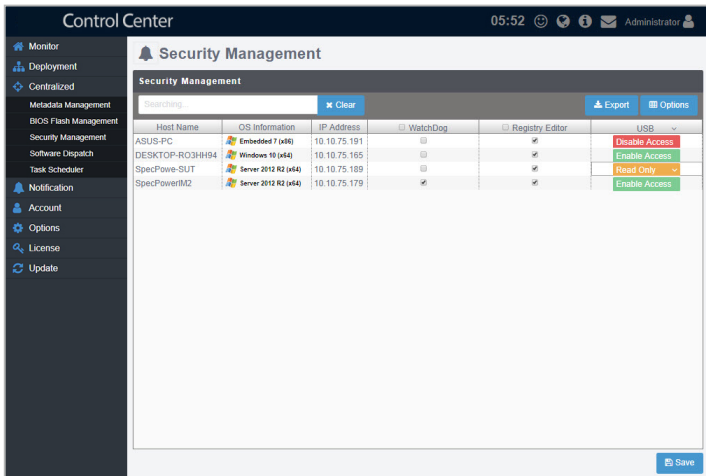 Control Center
05:52 Administrator
Monitor
Deployment
Centralized
Metadata Management
BIOS Flash Management
Security Management
Software Dispatch
Task Scheduler
Notification
Account
Options
License
Update
Security Management
Security Management
Searching...
Clear
Export
Options
Host Name OS Information IP Address WatchDog Registry Editor USB
ASUS-PC Embedded 7 (x86) 10.10.75.191 Disable Access
DESKTOP-RO3HH94 Windows 10 (x64) 10.10.75.165 Enable Access
SpecPowe-SUT Server 2012 R2 (x64) 10.10.75.189 Read Only
SpecPowerIM2 Server 2012 R2 (x64) 10.10.75.179 Enable Access
Save